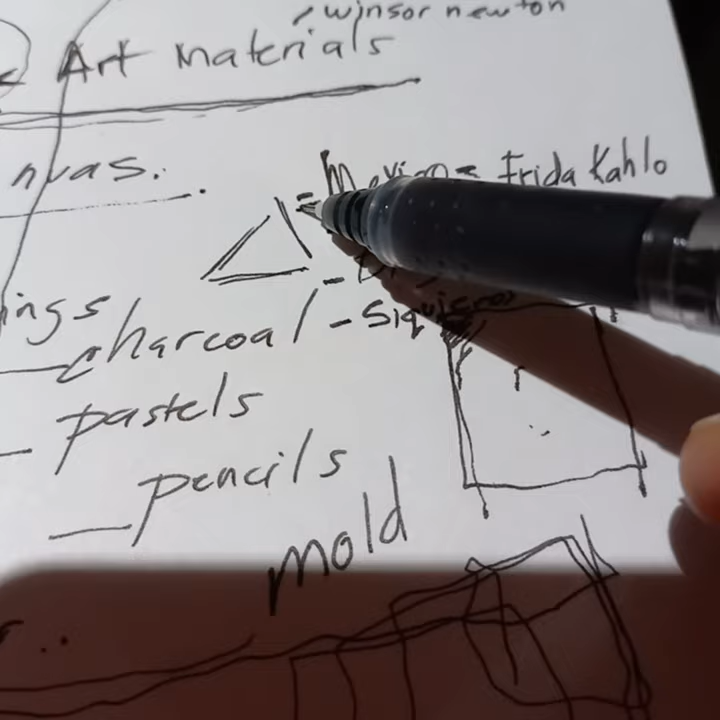 winsor newton
Art Materials
nvas.
= Frida Kahlo
ings
charcoal
pastels
pencils
mold